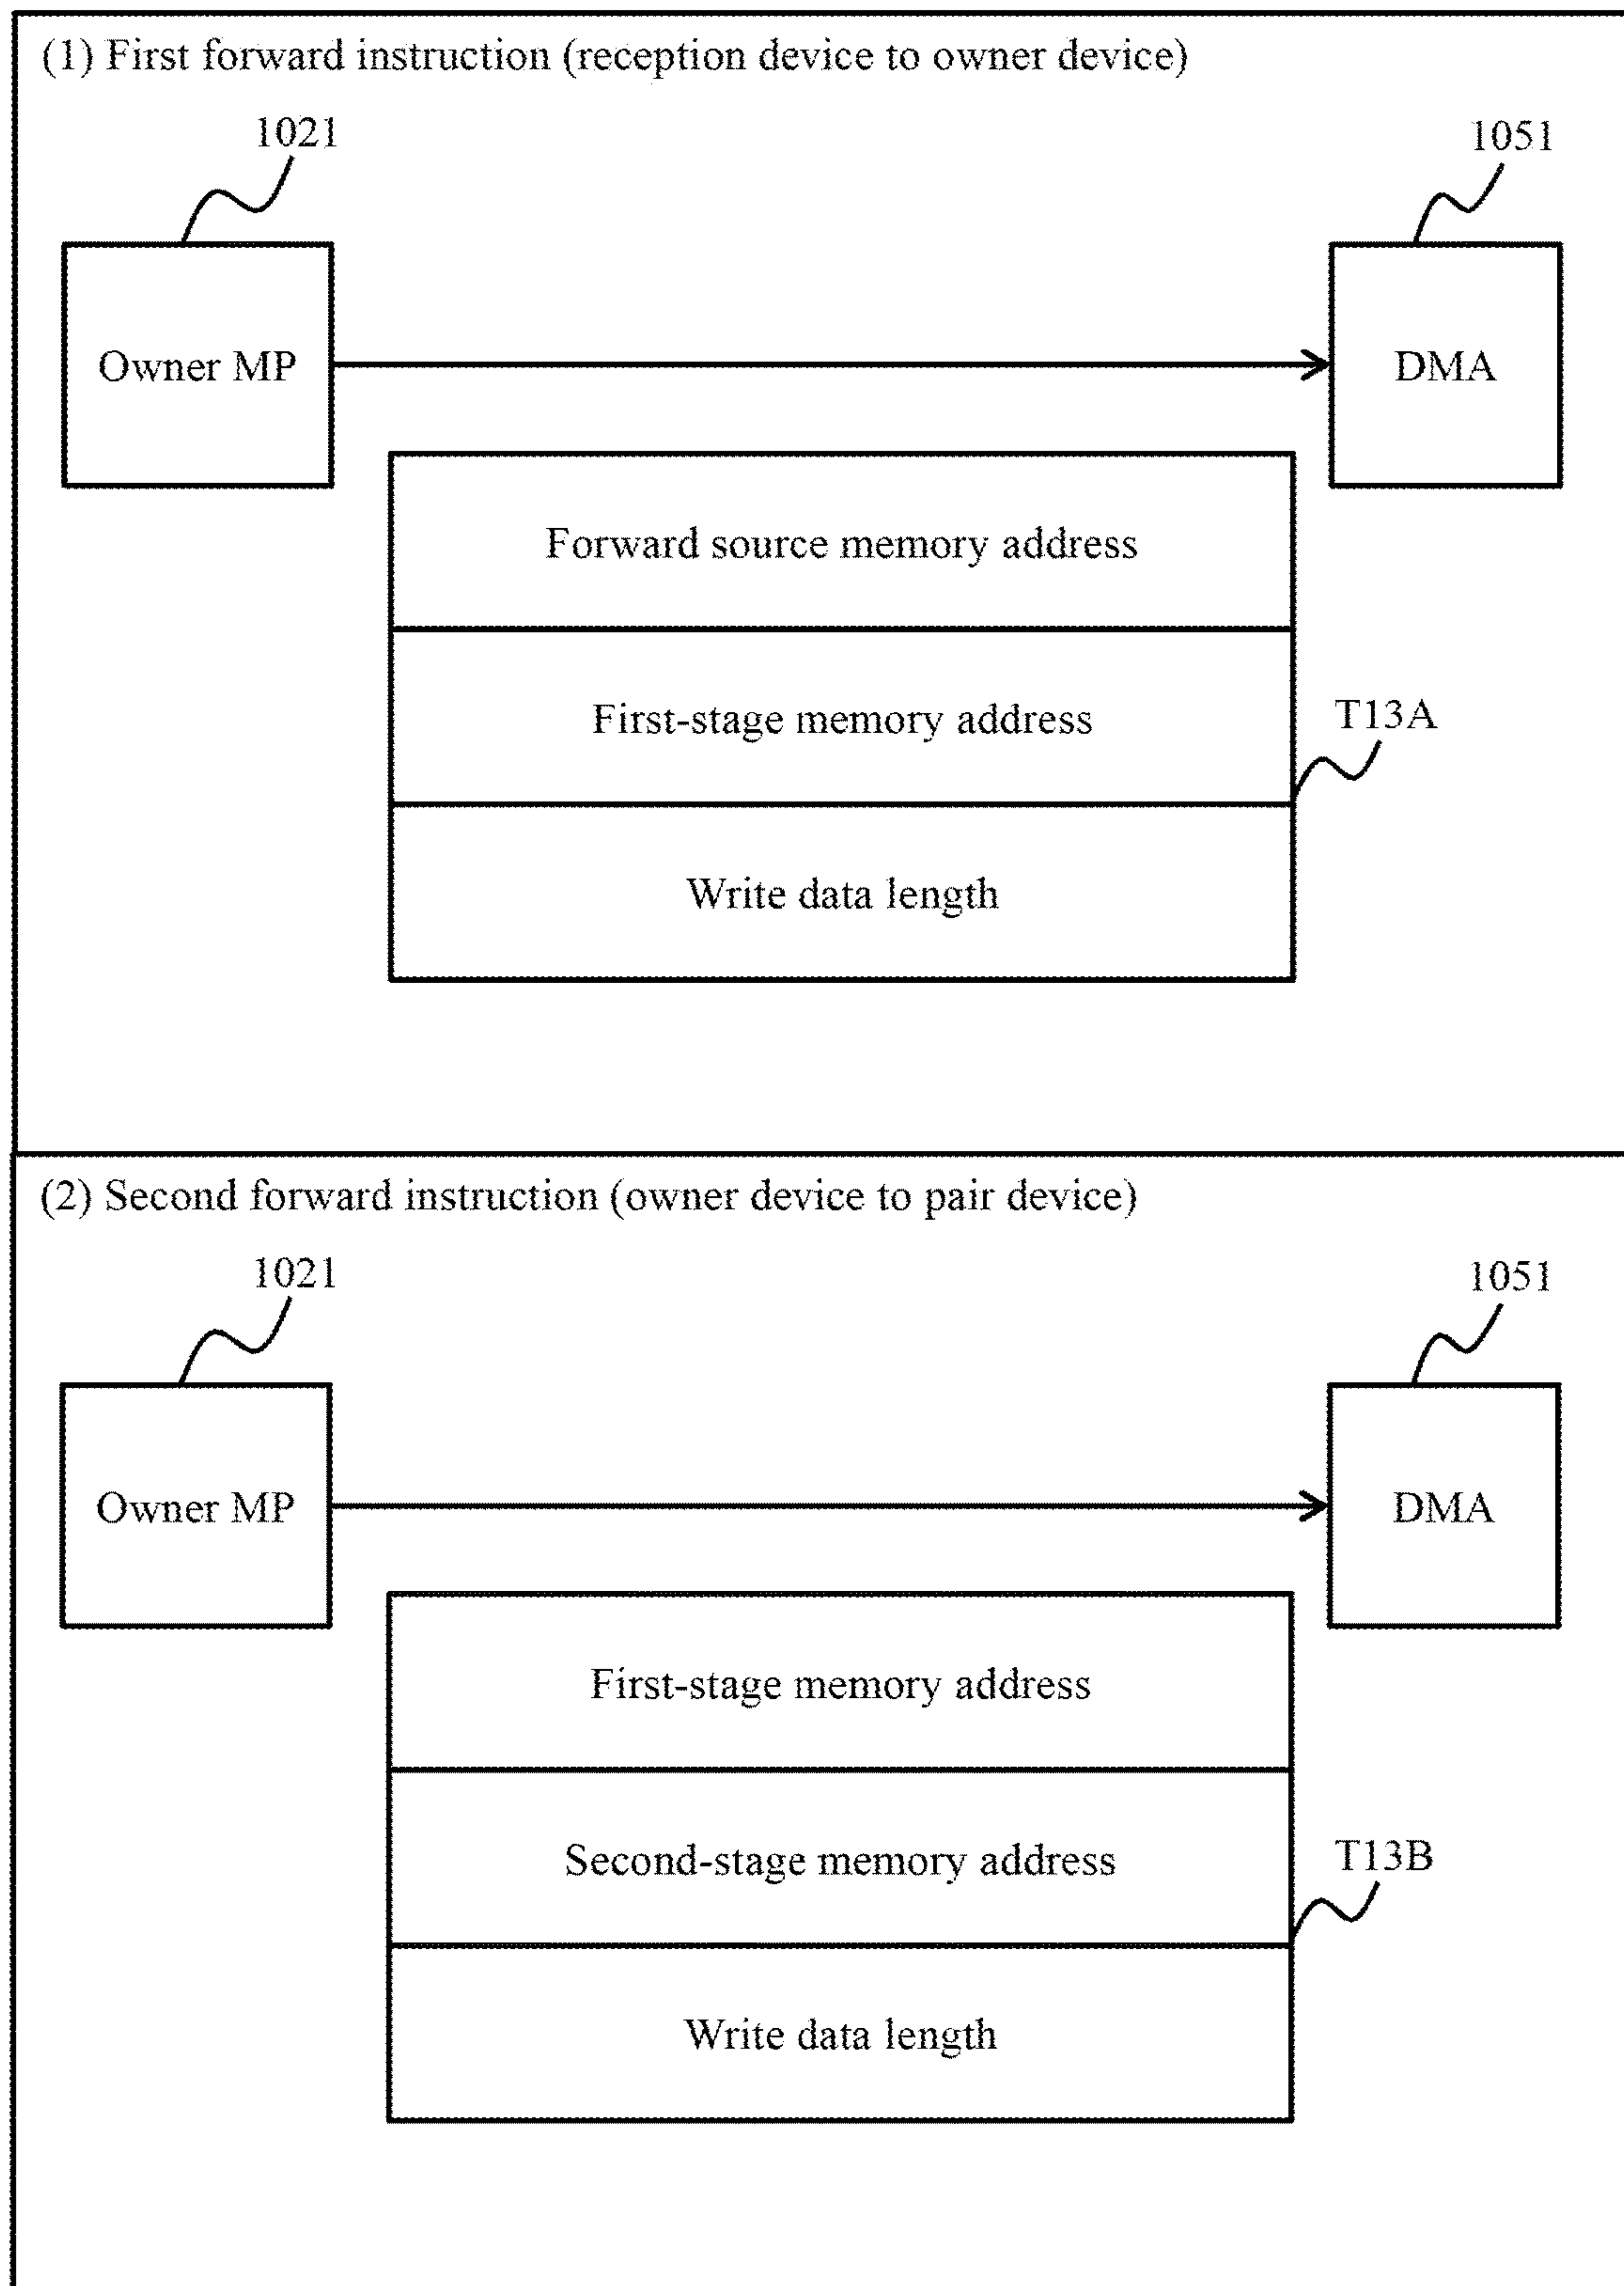 (1) First forward instruction (reception device to owner device)
1021
1051
Owner MP
DMA
Forward source memory address
First-stage memory address
T13A
Write data length
(2) Second forward instruction (owner device to pair device)
1021
1051
Owner MP
DMA
First-stage memory address
Second-stage memory address
T13B
Write data length